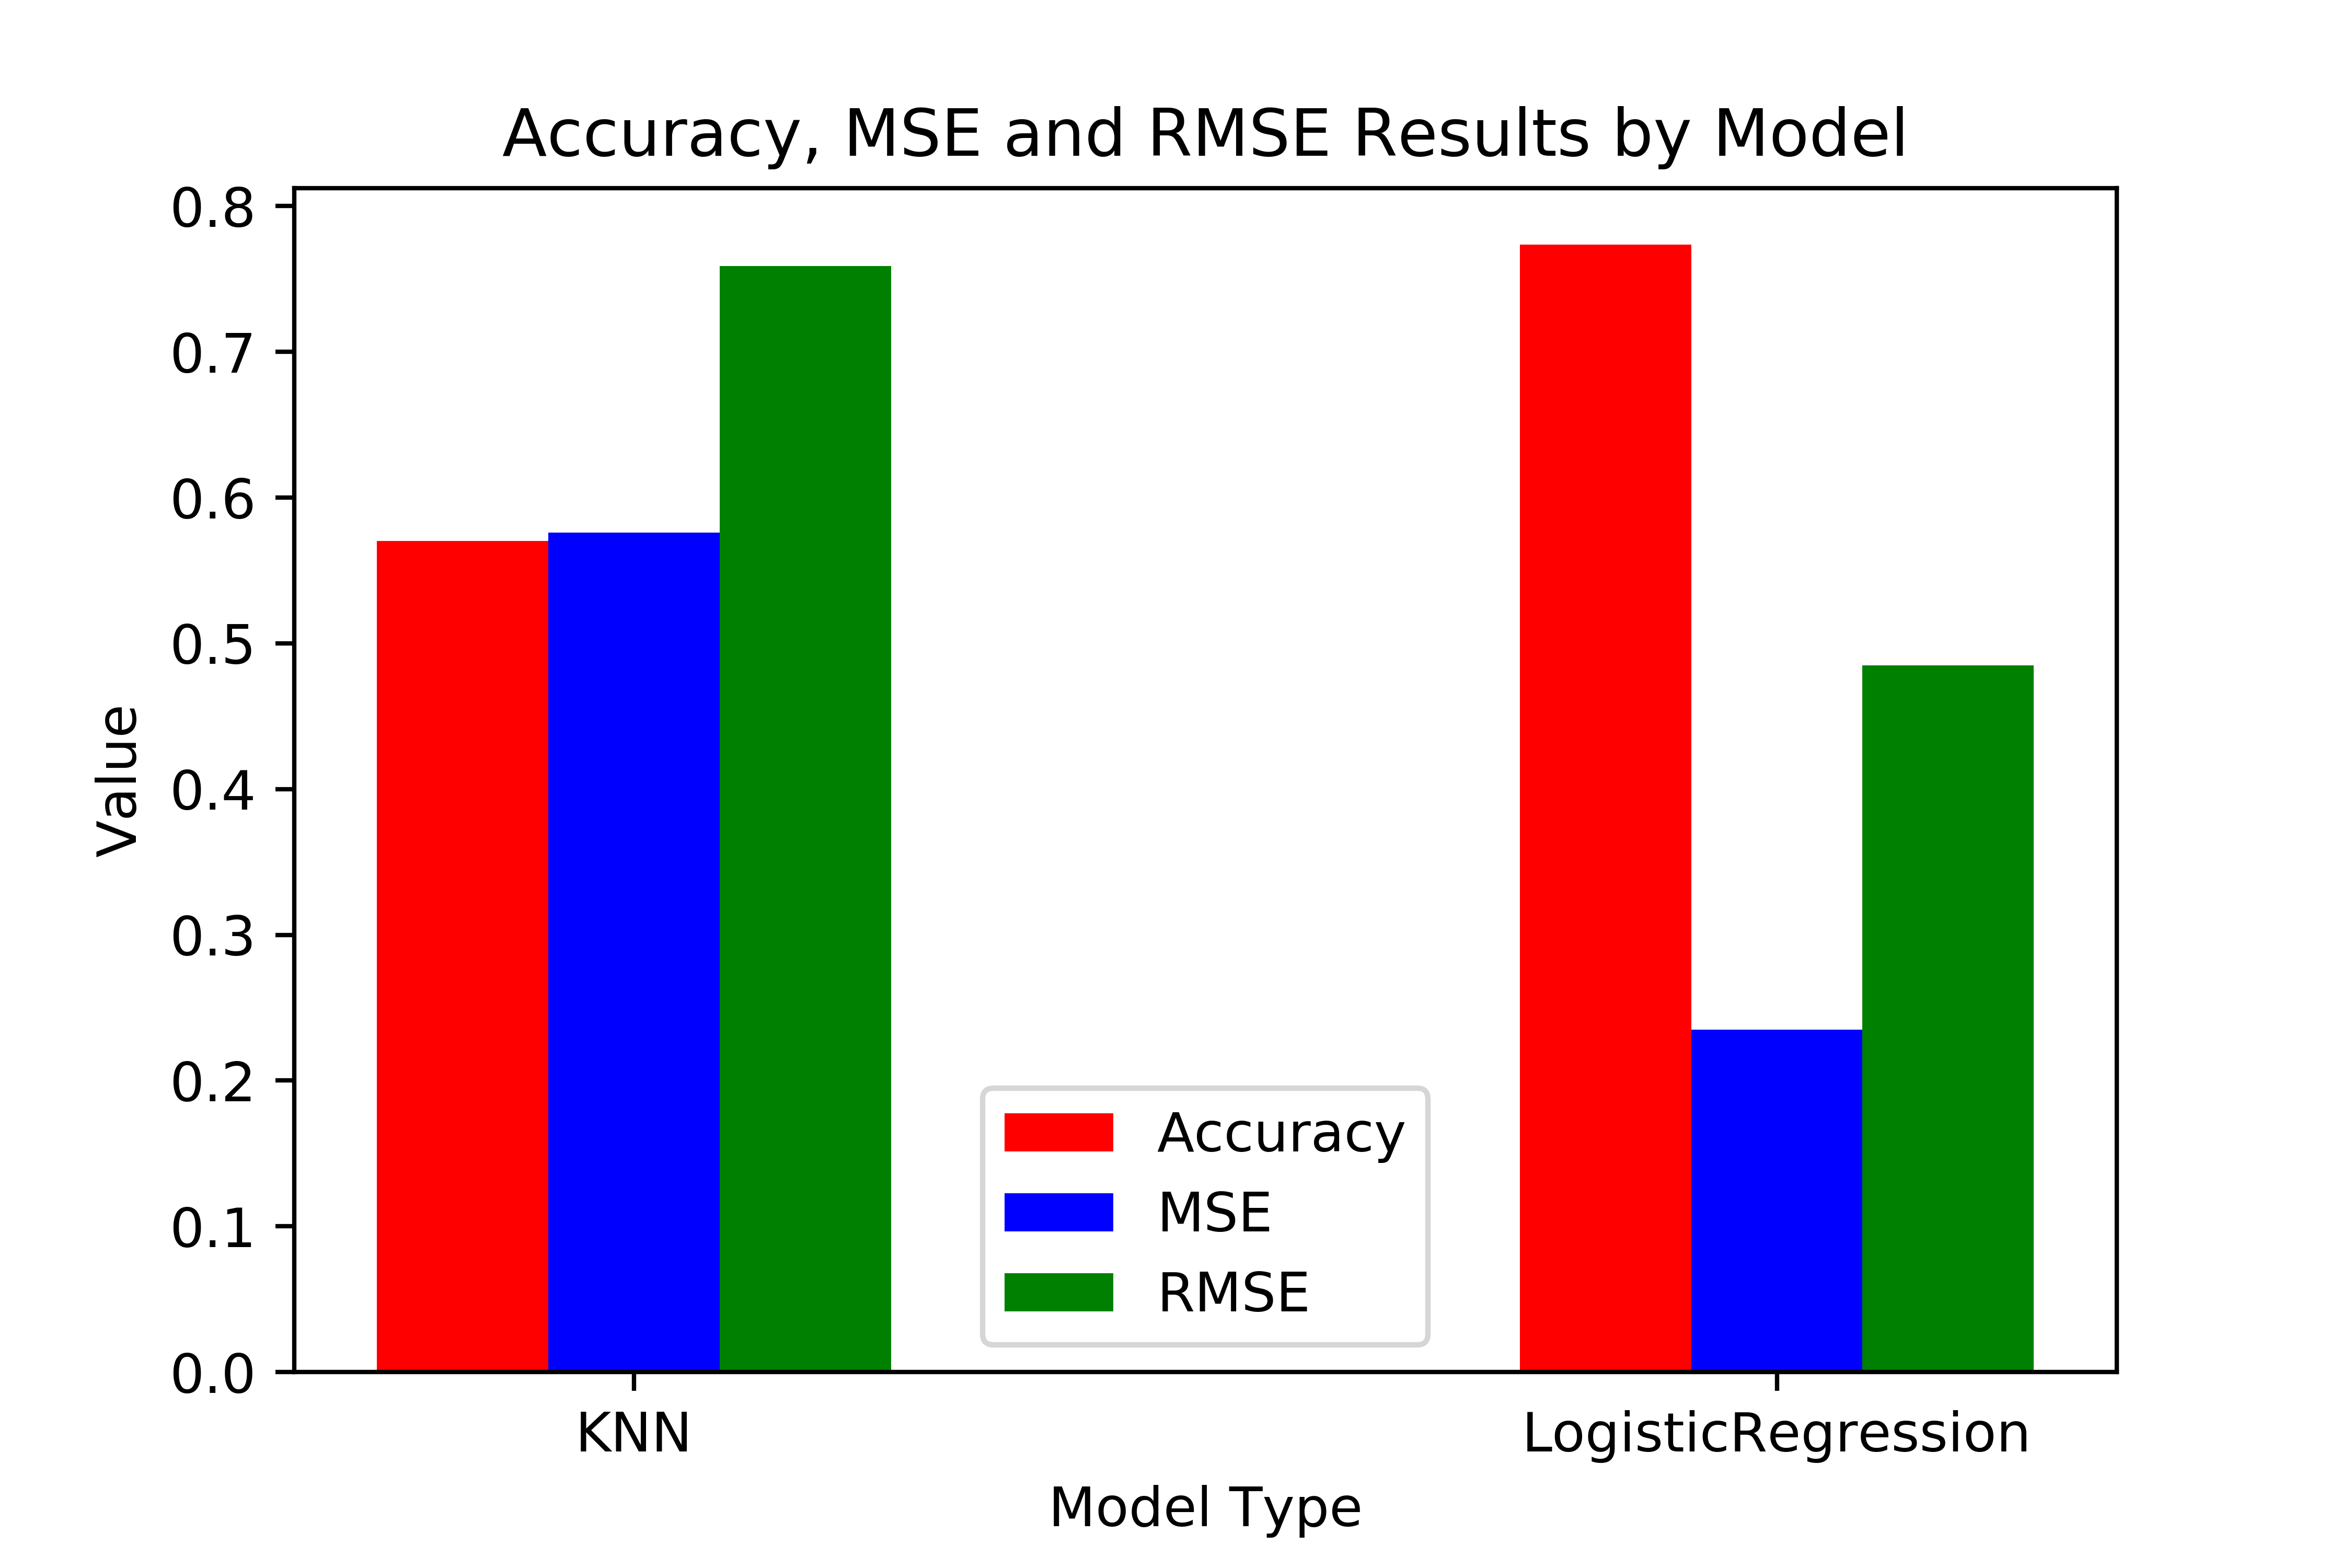 Accuracy, MSE and RMSE Results by Model
0.8
0.7
0.6
0.5
0.4
0.3
0.2
0.1
0.0
Value
Accuracy
MSE
RMSE
KNN
LogisticRegression
Model Type